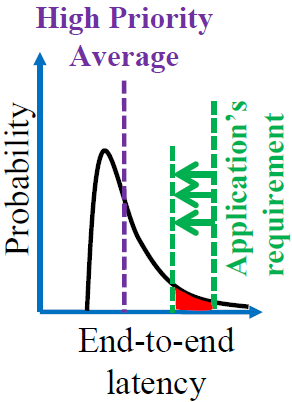 High Priority
Average
Probability
Application's
requirement
End-to-end
latency